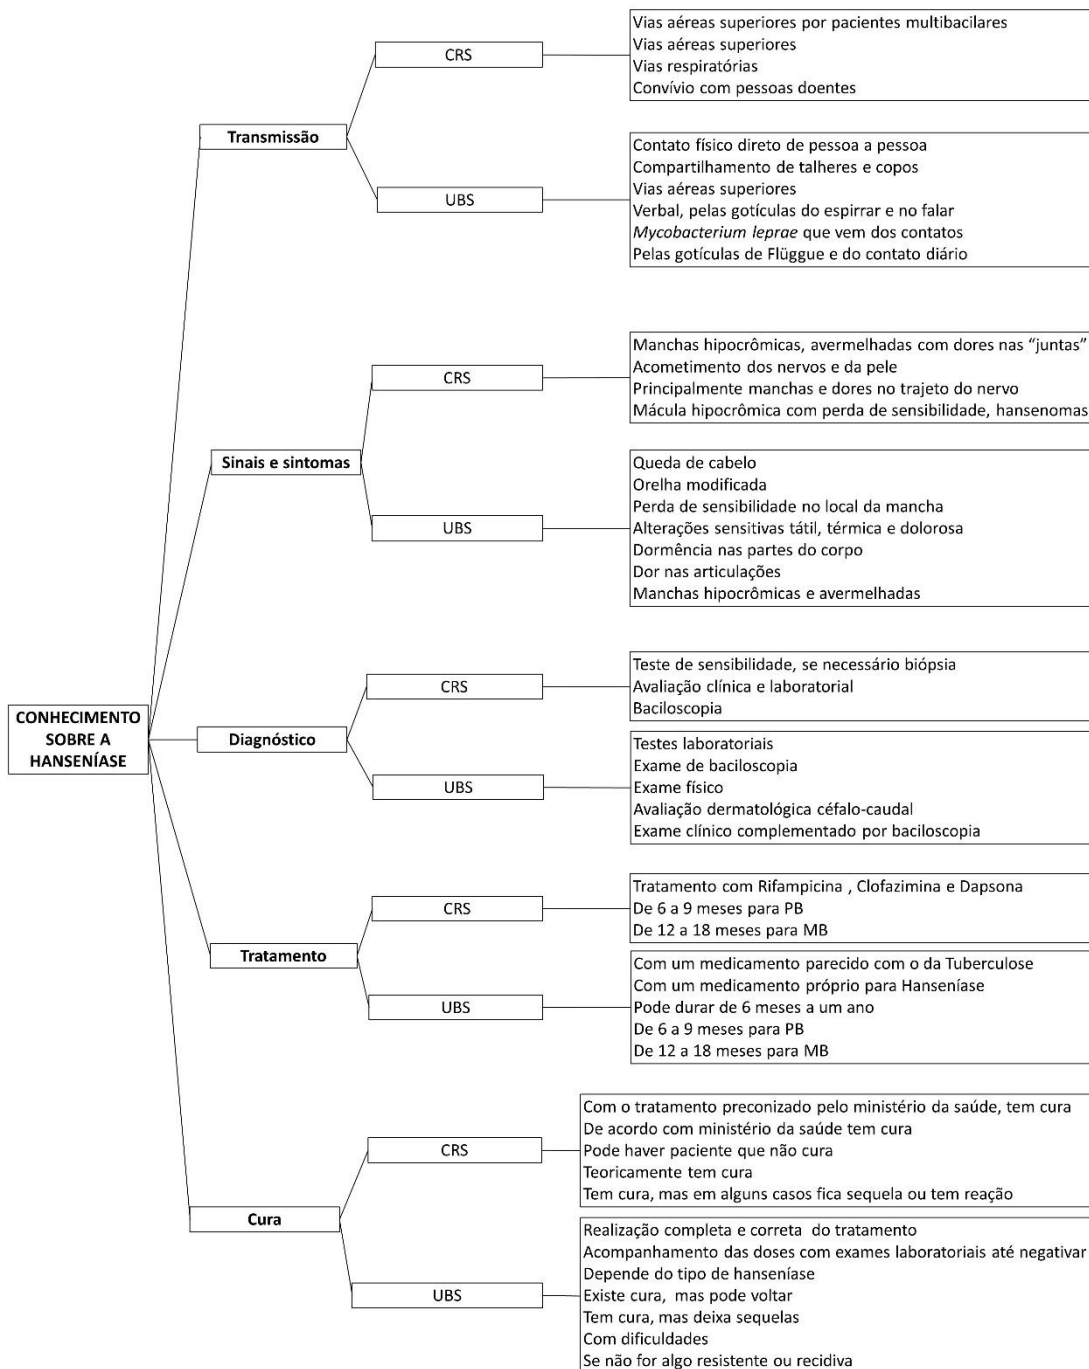 CONHECIMENTO
SOBRE A
HANSENÍASE
Transmissão
CRS
Vias aéreas superiores por pacientes multibacilares
Vias aéreas superiores
Vias respiratórias
Convívio com pessoas doentes
UBS
Contato físico direto de pessoa a pessoa
Compartilhamento de talheres e copos
Vias aéreas superiores
Verbal, pelas gotículas do espirrar e no falar
Mycobacterium leprae que vem dos contatos
Pelas gotículas de Flüggue e do contato diário
Sinais e sintomas
CRS
Manchas hipocrômicas, avermelhadas com dores nas “juntas”
Acometimento dos nervos e da pele
Principalmente manchas e dores no trajeto do nervo
Mácula hipocrômica com perda de sensibilidade, hansenomas
UBS
Queda de cabelo
Orelha modificada
Perda de sensibilidade no local da mancha
Alterações sensitivas tátil, térmica e dolorosa
Dormência nas partes do corpo
Dor nas articulações
Manchas hipocrômicas e avermelhadas
Diagnóstico
CRS
Teste de sensibilidade, se necessário biópsia
Avaliação clínica e laboratorial
Baciloscopia
UBS
Testes laboratoriais
Exame de baciloscopia
Exame físico
Avaliação dermatológica céfalo-caudal
Exame clínico complementado por baciloscopia
Tratamento
CRS
Tratamento com Rifampicina , Clofazimina e Dapsona
De 6 a 9 meses para PB
De 12 a 18 meses para MB
UBS
Com um medicamento parecido com o da Tuberculose
Com um medicamento próprio para Hanseníase
Pode durar de 6 meses a um ano
De 6 a 9 meses para PB
De 12 a 18 meses para MB
Cura
CRS
Com o tratamento preconizado pelo ministério da saúde, tem cura
De acordo com ministério da saúde tem cura
Pode haver paciente que não cura
Teoricamente tem cura
Tem cura, mas em alguns casos fica sequela ou tem reação
UBS
Realização completa e correta do tratamento
Acompanhamento das doses com exames laboratoriais até negativar
Depende do tipo de hanseníase
Existe cura, mas pode voltar
Tem cura, mas deixa sequelas
Com dificuldades
Se não for algo resistente ou recidiva